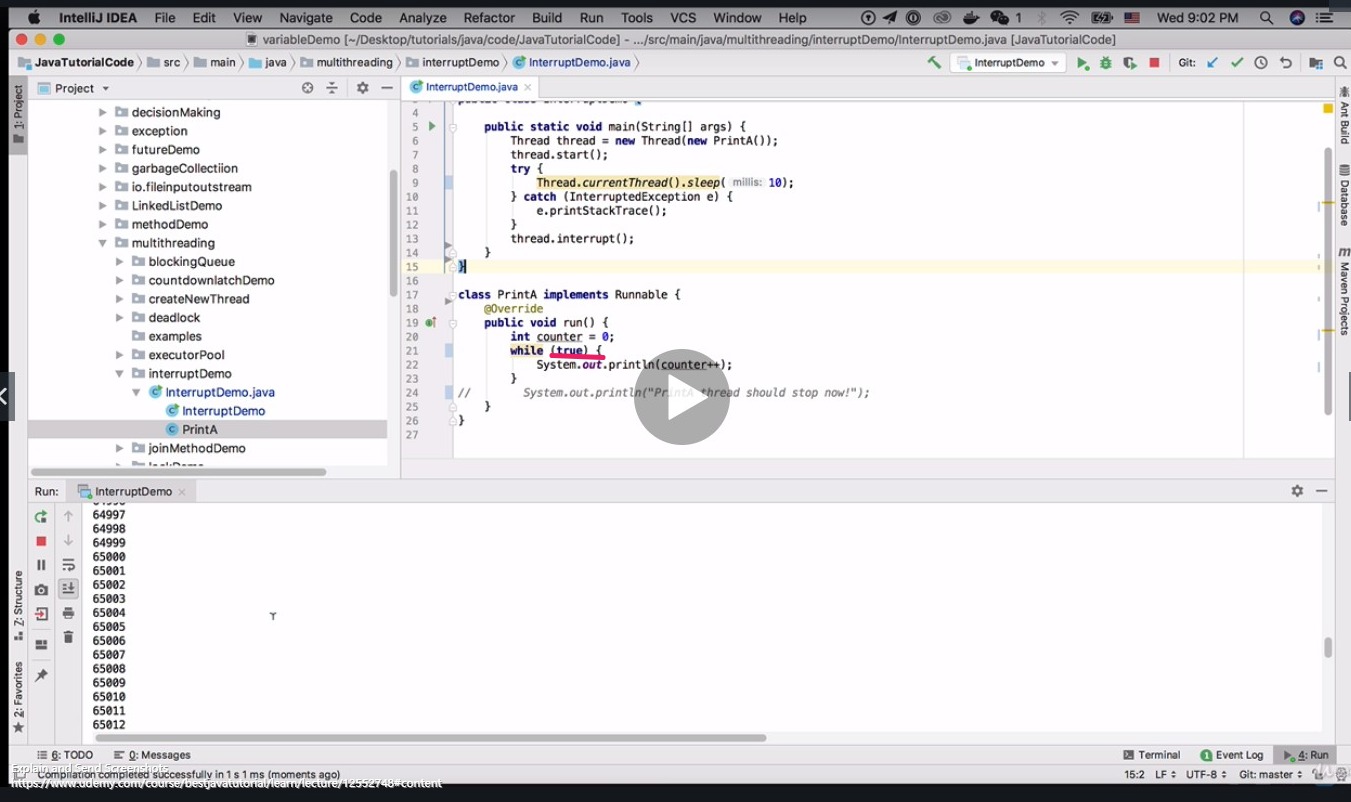 IntelliJ IDEA File Edit View Navigate Code Analyze Refactor Build Run Tools VCS Window Help 1 Wed 9:02 PM
variableDemo [~/Desktop/tutorials/java/code/JavaTutorialCode] - .../src/main/java/multithreading/interruptDemo/InterruptDemo.java [JavaTutorialCode]
JavaTutorialCode src main java multithreading interruptDemo InterruptDemo.java InterruptDemo Git:
1: Project
Project
InterruptDemo.java
decisionMaking
exception
futureDemo
garbageCollectiion
io.fileinputoutstream
LinkedListDemo
methodDemo
multithreading
blockingQueue
countdownlatchDemo
createNewThread
deadlock
examples
executorPool
interruptDemo
InterruptDemo.java
InterruptDemo
PrintA
joinMethodDemo
lockDemo
public class InterruptDemo {
4
5 public static void main(String[] args) {
6 Thread thread = new Thread(new PrintA());
7 thread.start();
8 try {
9 Thread.currentThread().sleep( millis: 10);
10 } catch (InterruptedException e) {
11 e.printStackTrace();
12 }
13 thread.interrupt();
14 }
15 }
16
17 class PrintA implements Runnable {
18 @Override
19 public void run() {
20 int counter = 0;
21 while (true) {
22 System.out.println(counter++);
23 }
24 // System.out.println("PrintA thread should stop now!");
25 }
26 }
27
Ant Build
Database
Maven Projects
Run: InterruptDemo
64996
64997
64998
64999
65000
65001
65002
65003
65004
65005
65006
65007
65008
65009
65010
65011
65012
7: Structure
2: Favorites
6: TODO 0: Messages Terminal 1 Event Log 4: Run
Explain and Send Screenshots
Compilation completed successfully in 1 s 1 ms (moments ago) 15:2 LF UTF-8 Git: master
https://www.udemy.com/course/bestjavatutorial/learn/lecture/12552748#content